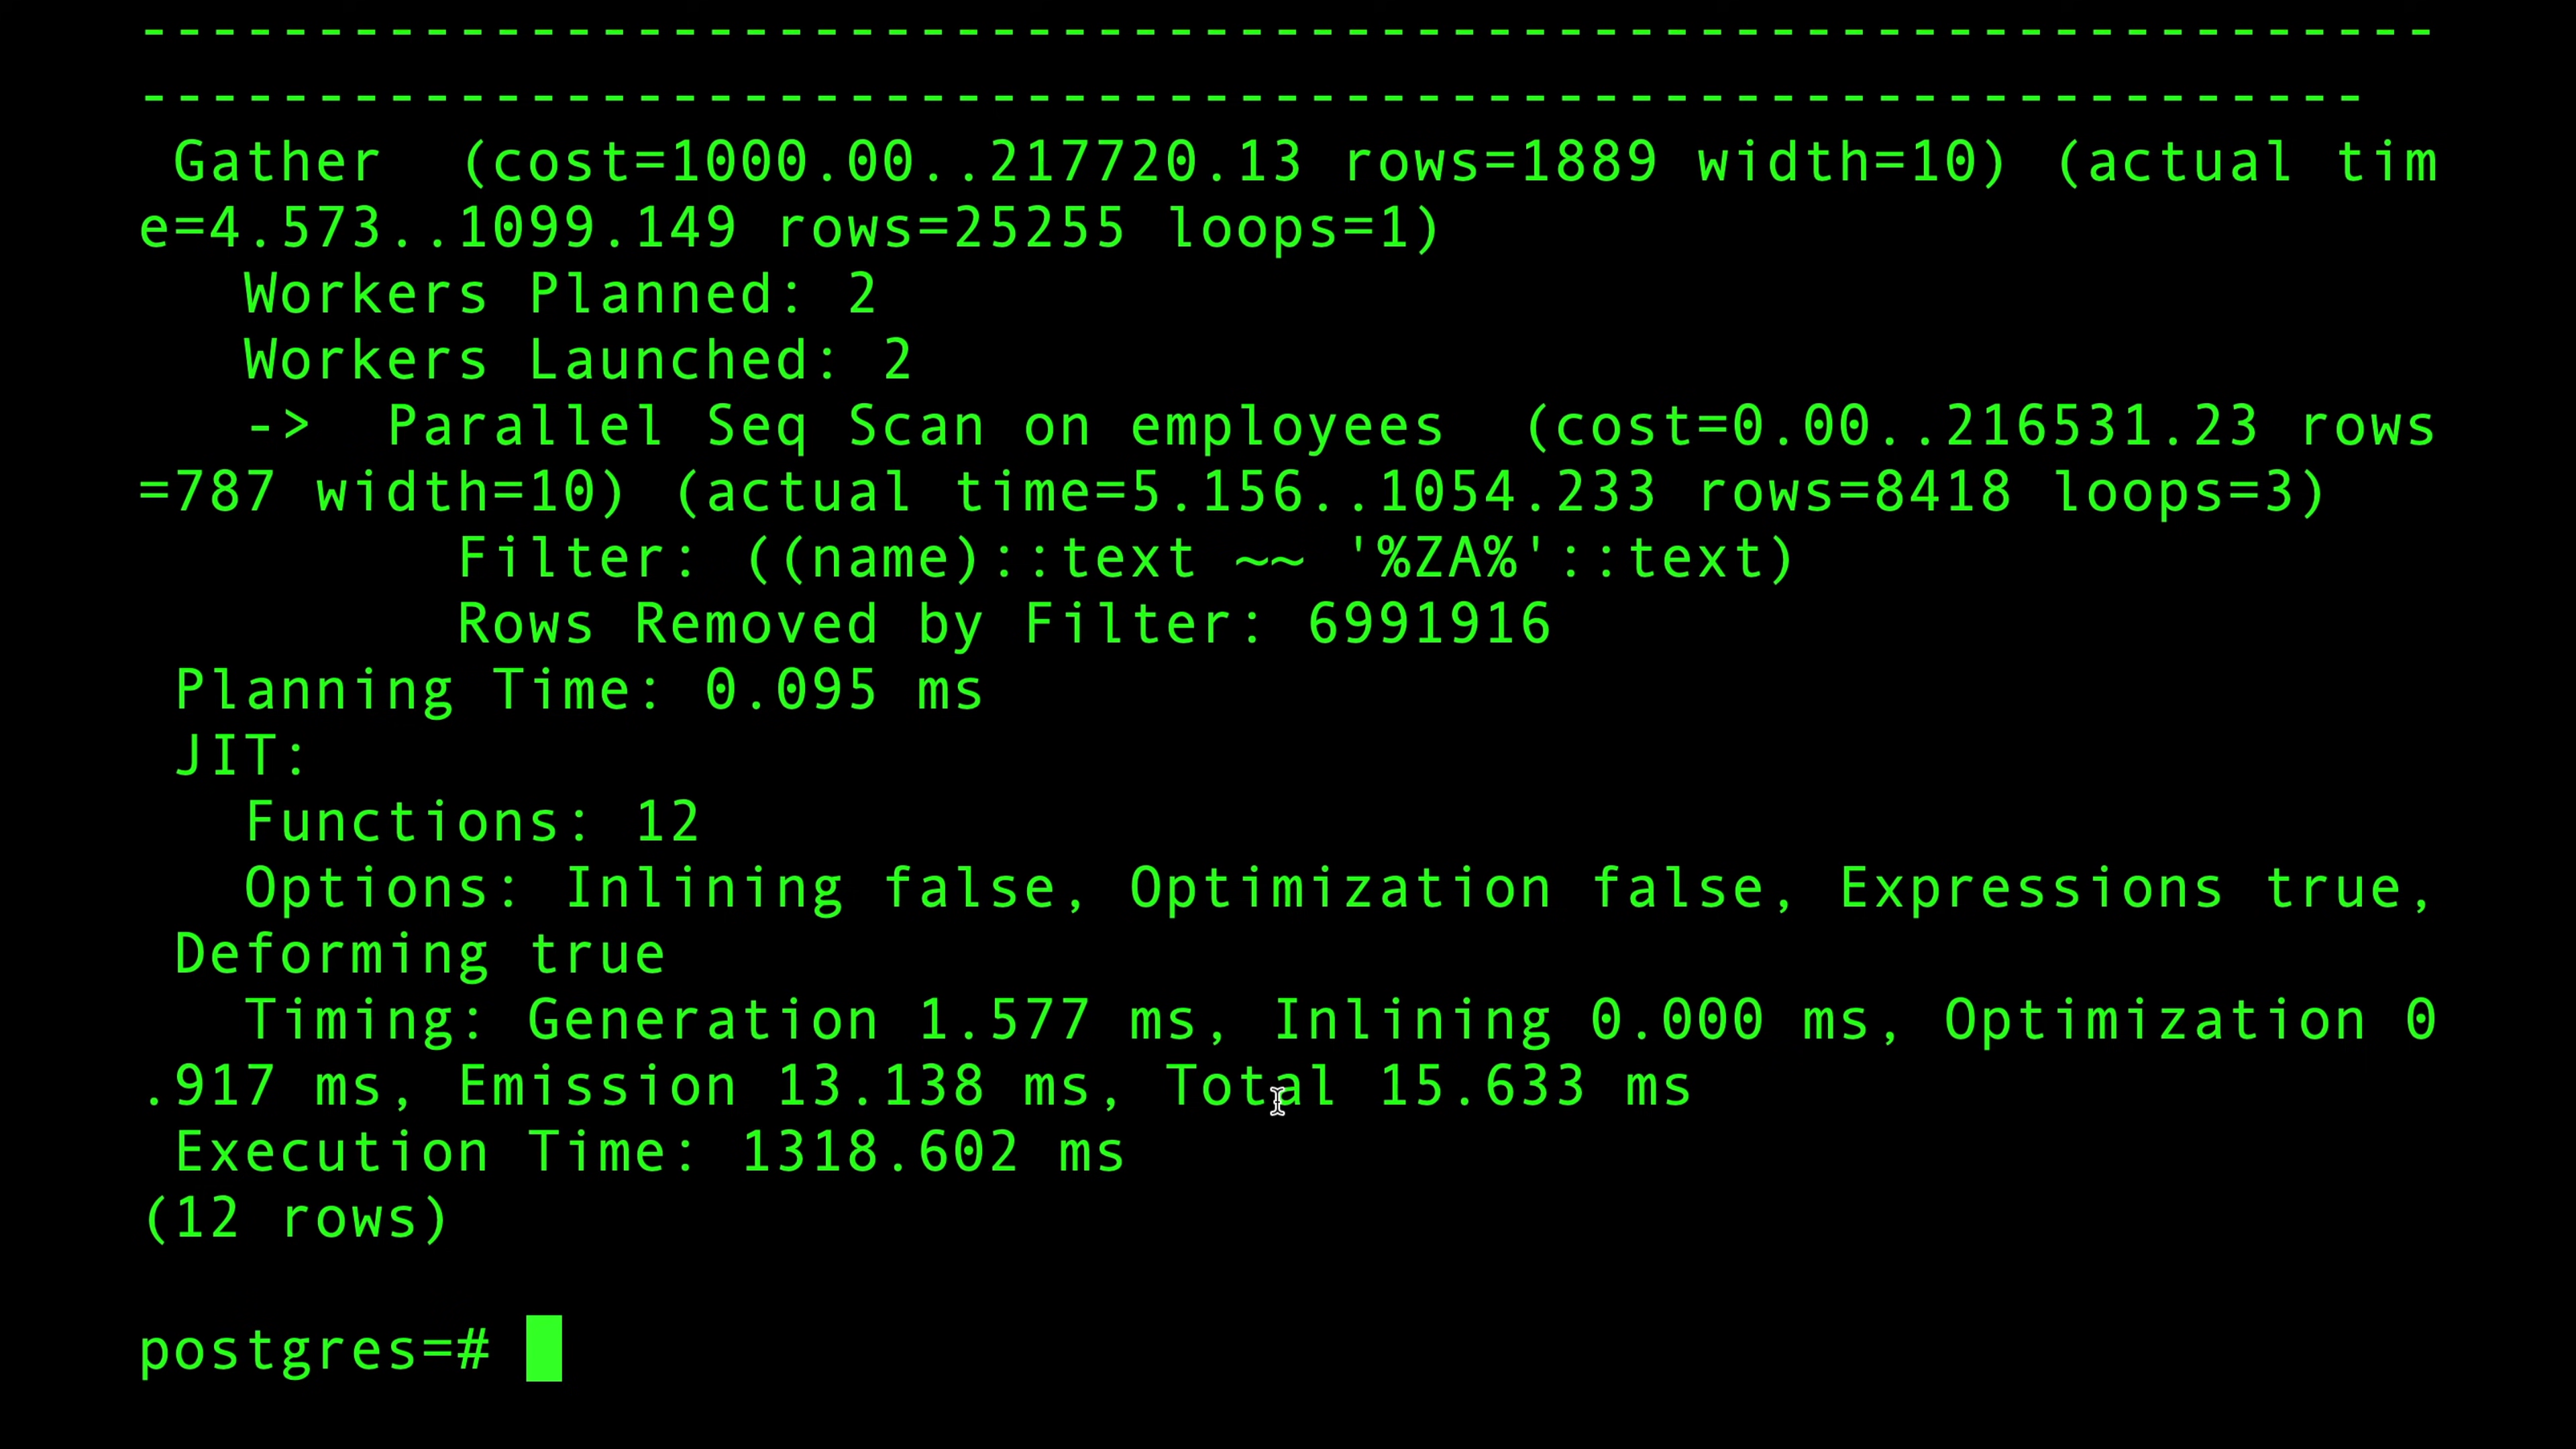 -----------------------------------------------------------------
---------------------------------------------------------------
 Gather  (cost=1000.00..217720.13 rows=1889 width=10) (actual tim
e=4.573..1099.149 rows=25255 loops=1)
   Workers Planned: 2
   Workers Launched: 2
   ->  Parallel Seq Scan on employees  (cost=0.00..216531.23 rows
=787 width=10) (actual time=5.156..1054.233 rows=8418 loops=3)
         Filter: ((name)::text ~~ '%ZA%'::text)
         Rows Removed by Filter: 6991916
 Planning Time: 0.095 ms
 JIT:
   Functions: 12
   Options: Inlining false, Optimization false, Expressions true,
 Deforming true
   Timing: Generation 1.577 ms, Inlining 0.000 ms, Optimization 0
.917 ms, Emission 13.138 ms, Total 15.633 ms
 Execution Time: 1318.602 ms
(12 rows)
postgres=#